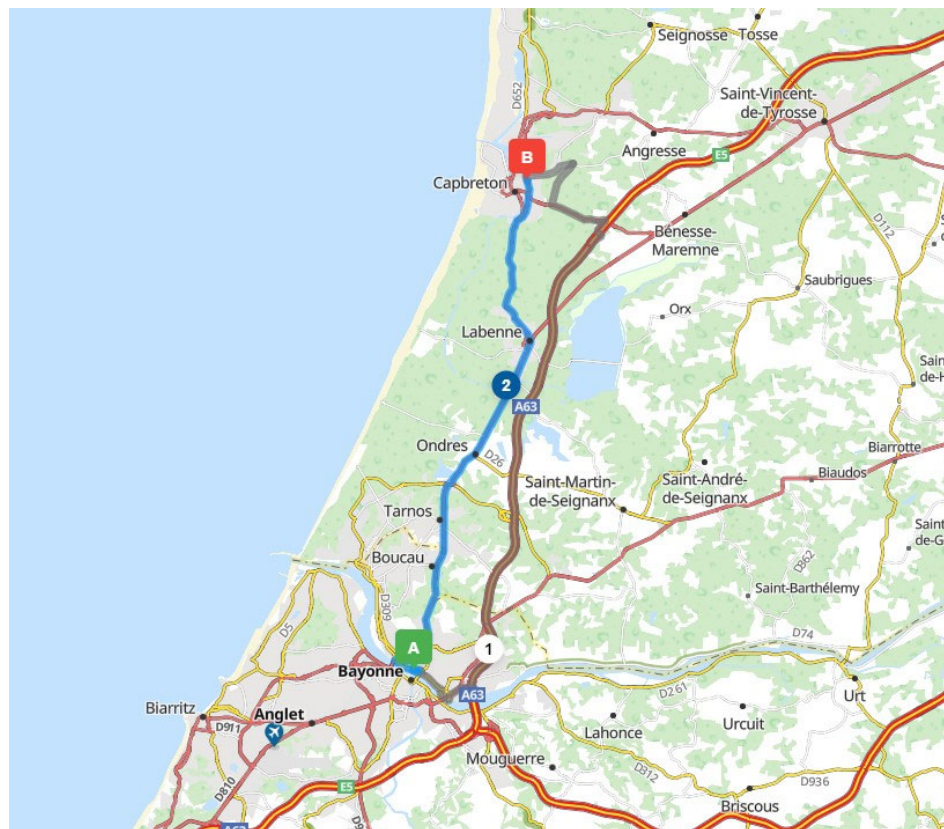 Seignosse
Tosse
D652
Saint-Vincent-
de-Tyrosse
Angresse
E5
B
Capbreton
Bénesse-
Maremne
D112
Saubrigues
Orx
Labenne
2
A63
Ondres
D26
Saint-Martin-
de-Seignanx
Saint-André-
de-Seignanx
Biarrotte
Biaudos
Tarnos
Boucau
D862
Saint-Barthélemy
D309
D5
A
1
D74
Bayonne
A63
D261
Urt
Biarritz
Anglet
D911
Lahonce
Urcuit
Mouguerre
D312
D936
D810
E5
Briscous